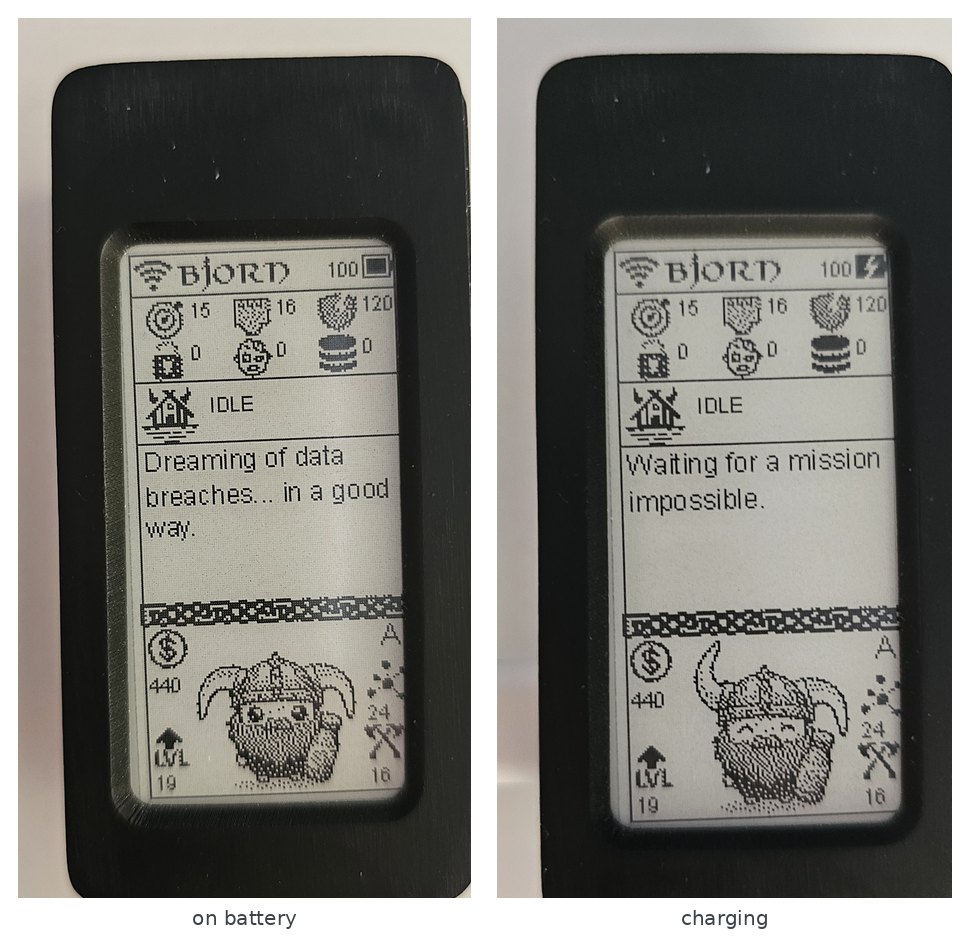 BJORN 100
15 16 120
0 0 0
IDLE
Dreaming of data
breaches... in a good
way.
A
440
24
LVL
19 16
on battery
BJORN 100
15 16 120
0 0 0
IDLE
Waiting for a mission
impossible.
A
440
24
LVL
19 16
charging